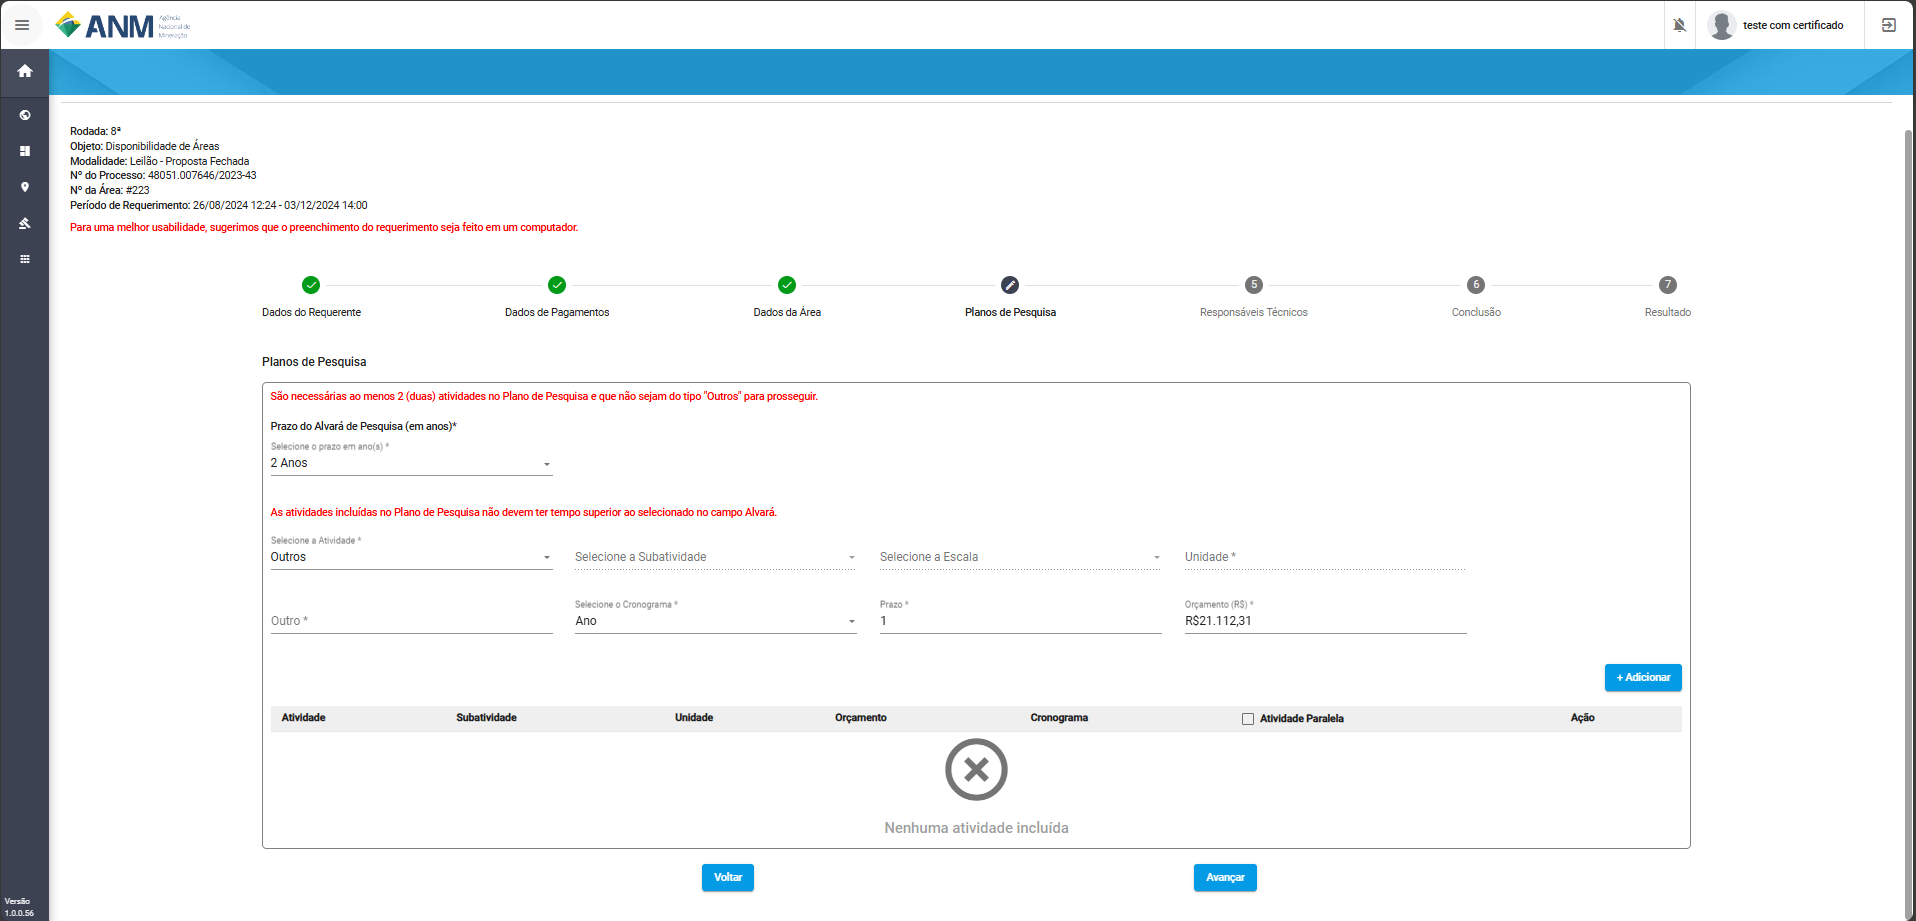 ANM
Agência
Nacional de
Mineração
teste com certificado
Rodada: 8ª
Objeto: Disponibilidade de Áreas
Modalidade: Leilão - Proposta Fechada
Nº do Processo: 48051.007646/2023-43
Nº da Área: #223
Período de Requerimento: 26/08/2024 12:24 - 03/12/2024 14:00
Para uma melhor usabilidade, sugerimos que o preenchimento do requerimento seja feito em um computador.
5 6 7
Dados do Requerente Dados de Pagamentos Dados da Área Planos de Pesquisa Responsáveis Técnicos Conclusão Resultado
Planos de Pesquisa
São necessárias ao menos 2 (duas) atividades no Plano de Pesquisa e que não sejam do tipo "Outros" para prosseguir.
Prazo do Alvará de Pesquisa (em anos)*
Selecione o prazo em ano(s) *
2 Anos
As atividades incluídas no Plano de Pesquisa não devem ter tempo superior ao selecionado no campo Alvará.
Selecione a Atividade *
Outros Selecione a Subatividade Selecione a Escala Unidade *
Selecione o Cronograma * Prazo * Orçamento (R$) *
Outro * Ano 1 R$21.112,31
+ Adicionar
Atividade Subatividade Unidade Orçamento Cronograma Atividade Paralela Ação
Nenhuma atividade incluída
Voltar Avançar
Versão
1.0.0.56